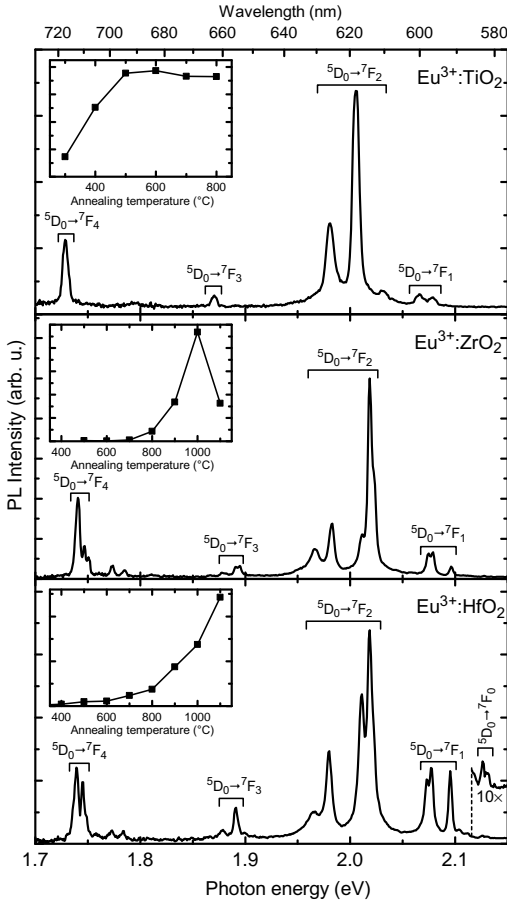 Wavelength (nm)
720 700 680 660 640 620 600 580
Eu³⁺:TiO₂
⁵D₀→⁷F₂
400 600 800
Annealing temperature (°C)
⁵D₀→⁷F₄
⁵D₀→⁷F₃
⁵D₀→⁷F₁
Eu³⁺:ZrO₂
⁵D₀→⁷F₂
400 600 800 1000
Annealing temperature (°C)
⁵D₀→⁷F₄
⁵D₀→⁷F₃
⁵D₀→⁷F₁
PL Intensity (arb. u.)
Eu³⁺:HfO₂
⁵D₀→⁷F₂
400 600 800 1000
Annealing temperature (°C)
⁵D₀→⁷F₄
⁵D₀→⁷F₃
⁵D₀→⁷F₁
⁵D₀→⁷F₀
10×
1.7 1.8 1.9 2.0 2.1
Photon energy (eV)